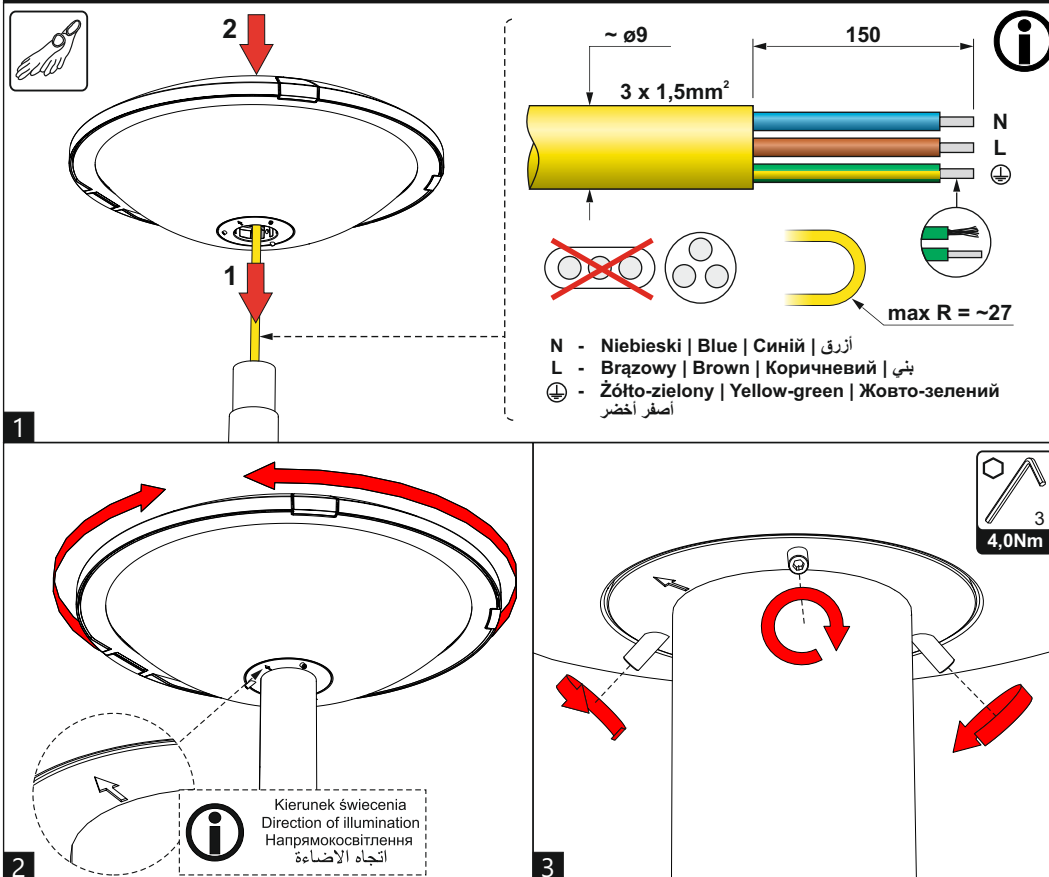 2
1
~ ø9
150
3 x 1,5mm²
N
L
max R = ~27
N - Niebieski | Blue | Синій | أزرق
L - Brązowy | Brown | Коричневий | بني
- Żółto-zielony | Yellow-green | Жовто-зелений
أصفر أخضر
1
3
4,0Nm
Kierunek świecenia
Direction of illumination
Напрямокосвітлення
اتجاه الاضاءة
2
3